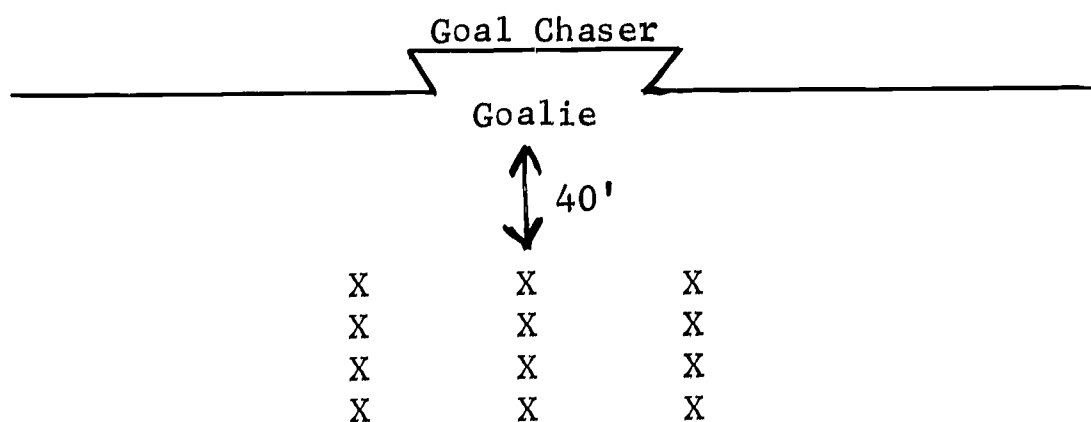 Goal Chaser
Goalie
40'
X X X
X X X
X X X
X X X